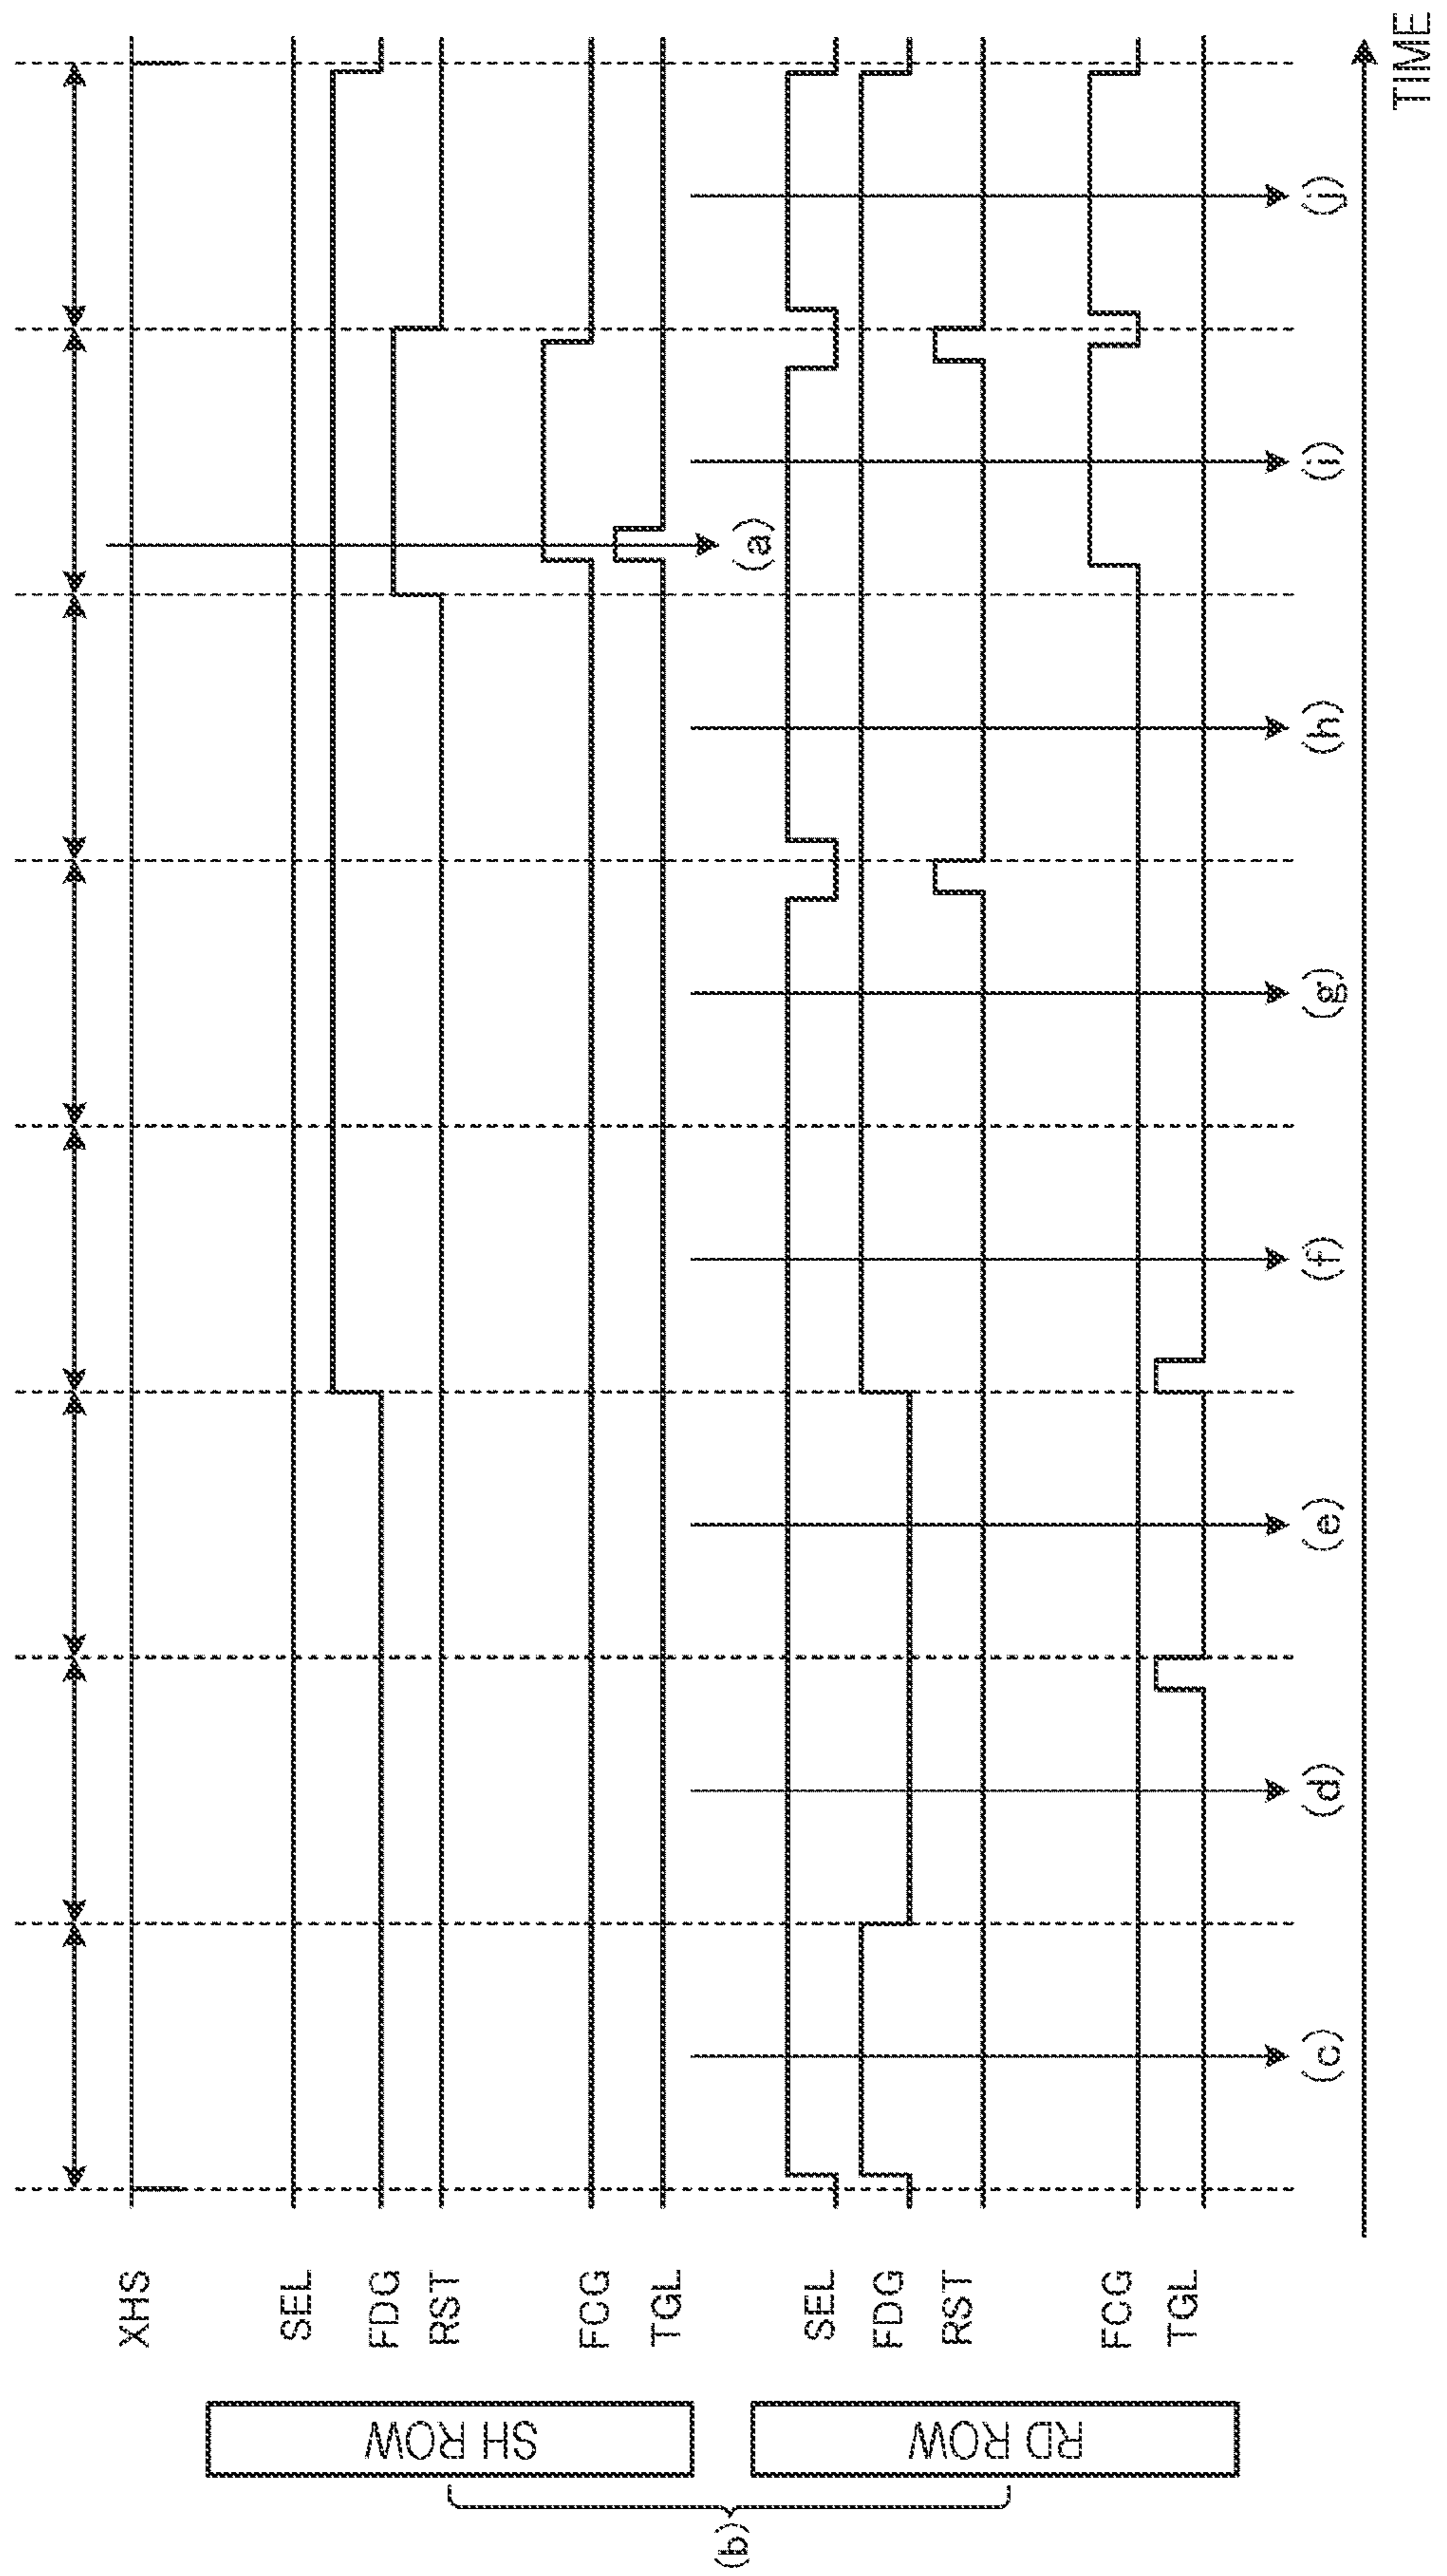 XHS
SEL
FDG
RST
FCG
TGL
SH ROW
SEL
FDG
RST
FCG
TGL
RD ROW
(b)
(a)
(c)
(d)
(e)
(f)
(g)
(h)
(i)
(j)
TIME